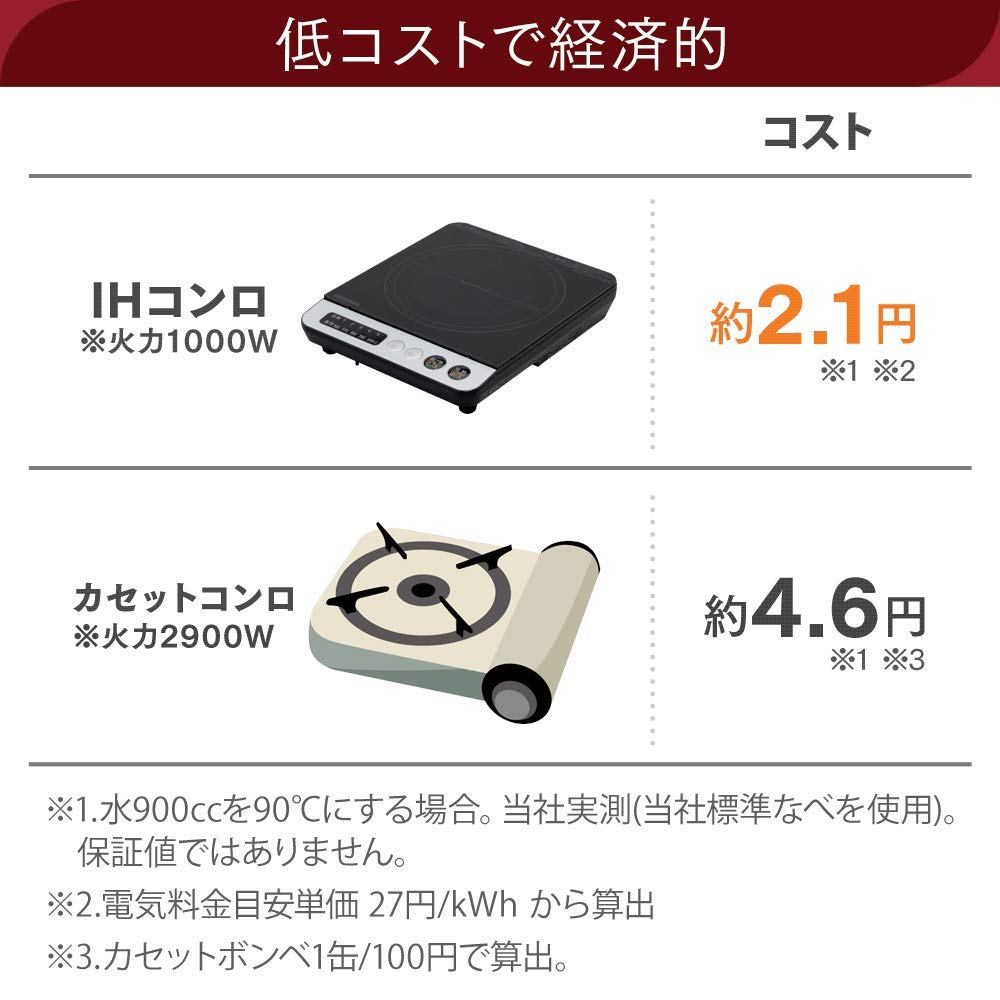 低コストで経済的
コスト
IHコンロ
※火力1000W
約2.1円
※1 ※2
カセットコンロ
※火力2900W
約4.6円
※1 ※3
※1.水900ccを90℃にする場合。当社実測(当社標準なべを使用)。
保証値ではありません。
※2.電気料金目安単価 27円/kWh から算出
※3.カセットボンベ1缶/100円で算出。